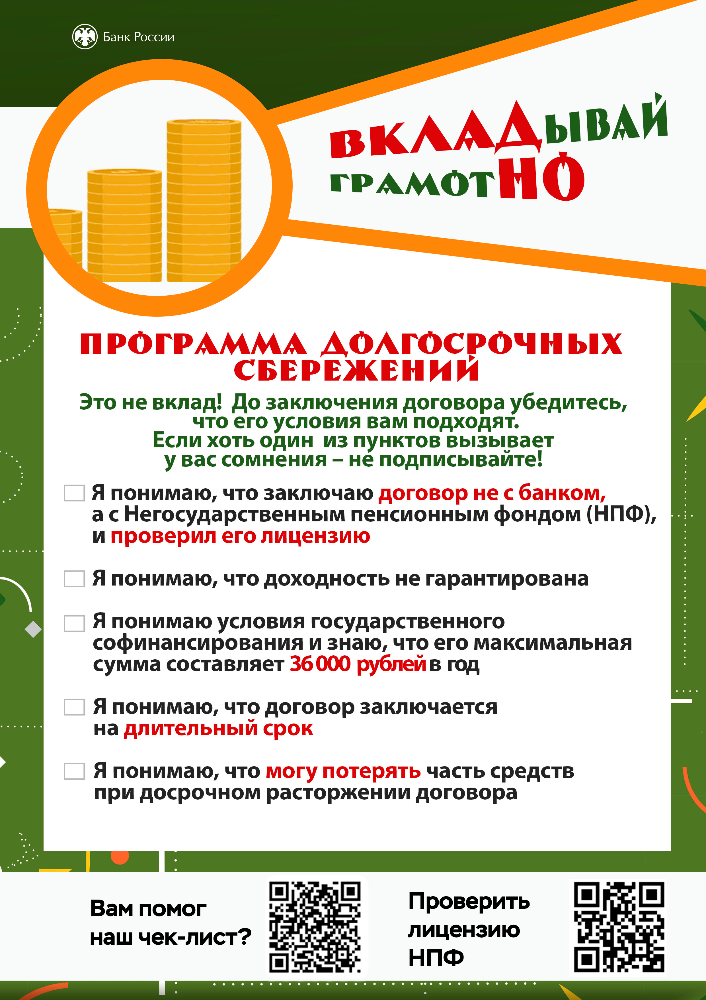 Банк России
ВКЛАДЫВАЙ
ГРАМОТНО
ПРОГРАММА ДОЛГОСРОЧНЫХ
СБЕРЕЖЕНИЙ
Это не вклад! До заключения договора убедитесь,
что его условия вам подходят.
Если хоть один из пунктов вызывает
у вас сомнения – не подписывайте!
Я понимаю, что заключаю договор не с банком,
а с Негосударственным пенсионным фондом (НПФ),
и проверил его лицензию
Я понимаю, что доходность не гарантирована
Я понимаю условия государственного
софинансирования и знаю, что его максимальная
сумма составляет 36 000 рублей в год
Я понимаю, что договор заключается
на длительный срок
Я понимаю, что могу потерять часть средств
при досрочном расторжении договора
Вам помог
наш чек-лист?
Проверить
лицензию
НПФ